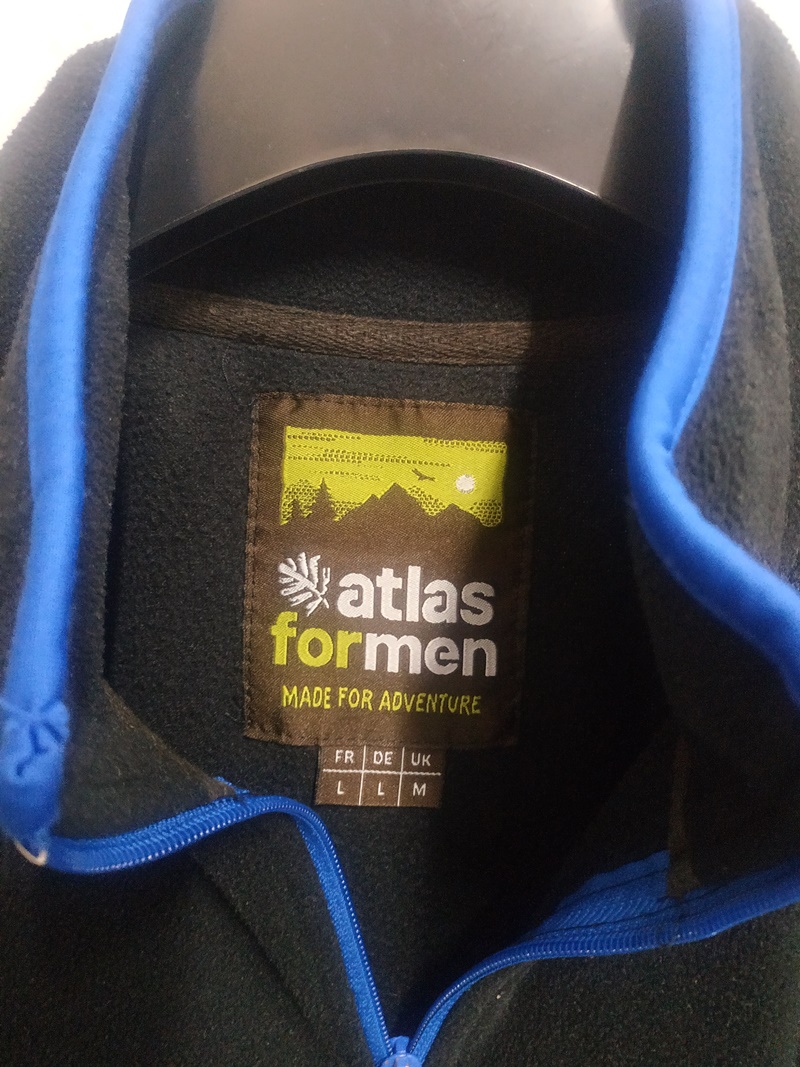 atlas
formen
MADE FOR ADVENTURE
FR DE UK
L L M